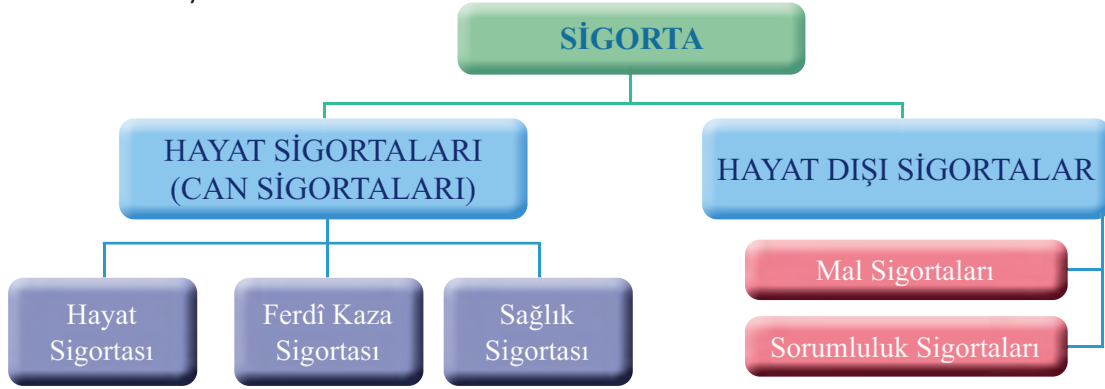 SİGORTA
HAYAT SİGORTALARI
(CAN SİGORTALARI)
HAYAT DIŞI SİGORTALAR
Hayat
Sigortası
Ferdî Kaza
Sigortası
Sağlık
Sigortası
Mal Sigortaları
Sorumluluk Sigortaları